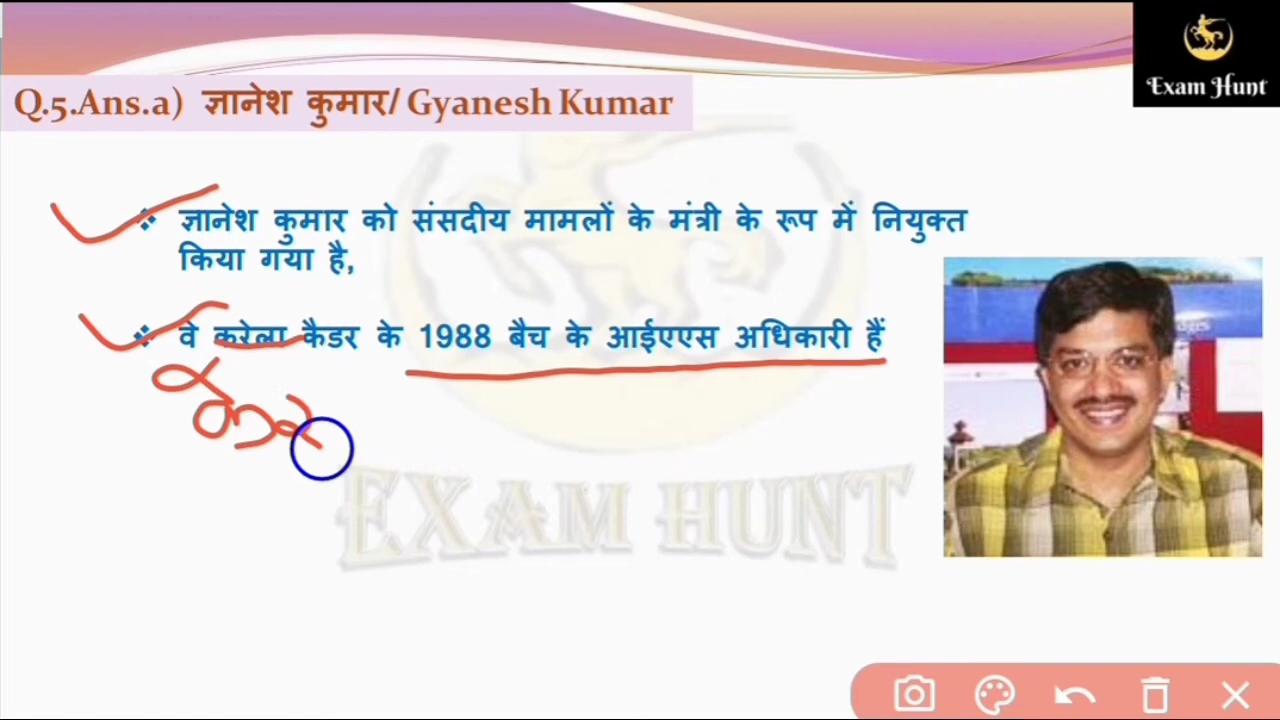 Exam Hunt
Q.5.Ans.a) ज्ञानेश कुमार/ Gyanesh Kumar
❖ ज्ञानेश कुमार को संसदीय मामलों के मंत्री के रूप में नियुक्त
किया गया है,
❖ वे करेला कैडर के 1988 बैच के आईएएस अधिकारी हैं
EXAM HUNT